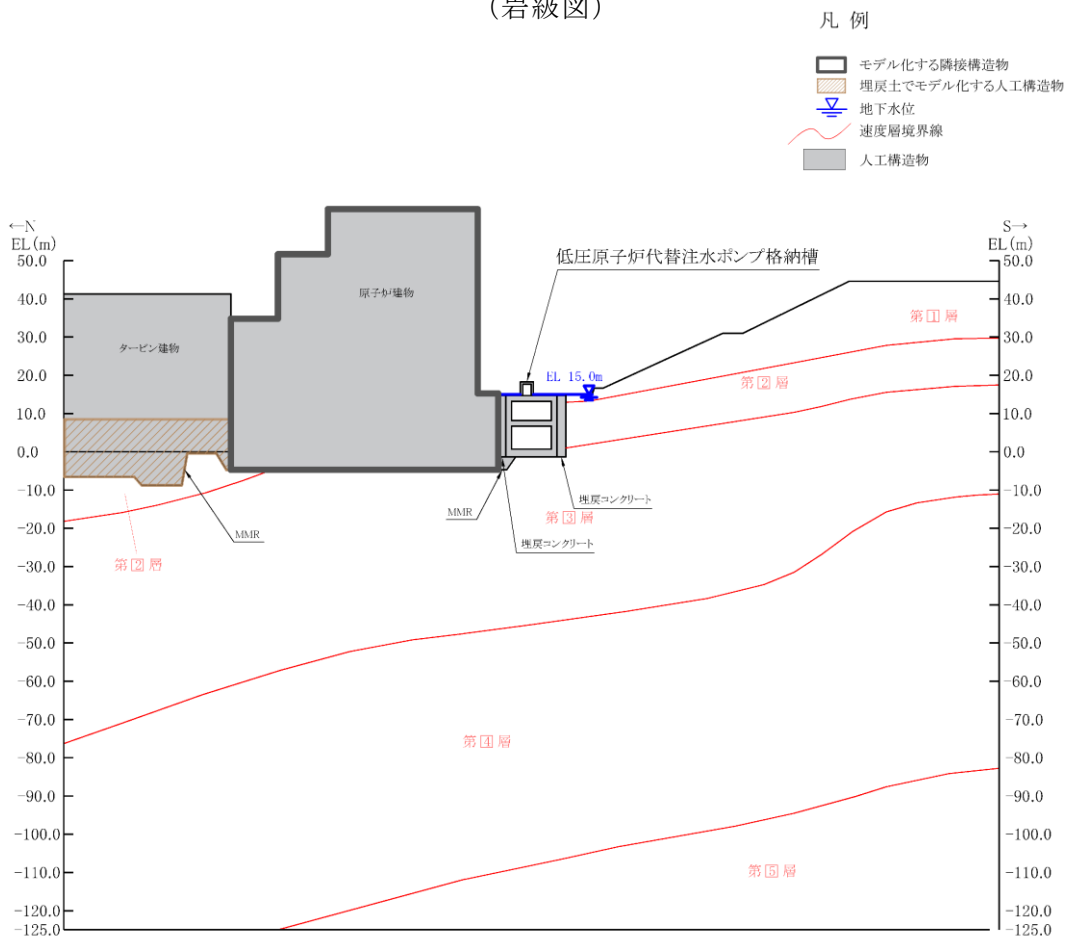 (岩級図)
凡 例
モデル化する隣接構造物
埋戻土でモデル化する人工構造物
地下水位
速度層境界線
人工構造物
←N
EL(m)
S→
EL(m)
50.0
40.0
30.0
20.0
10.0
0.0
-10.0
-20.0
-30.0
-40.0
-50.0
-60.0
-70.0
-80.0
-90.0
-100.0
-110.0
-120.0
-125.0
低圧原子炉代替注水ポンプ格納槽
原子炉建物
タービン建物
EL 15.0m
第1層
第2層
埋戻コンクリート
MMR
第3層
MMR
埋戻コンクリート
第2層
第4層
第5層
50.0
40.0
30.0
20.0
10.0
0.0
-10.0
-20.0
-30.0
-40.0
-50.0
-60.0
-70.0
-80.0
-90.0
-100.0
-110.0
-120.0
-125.0